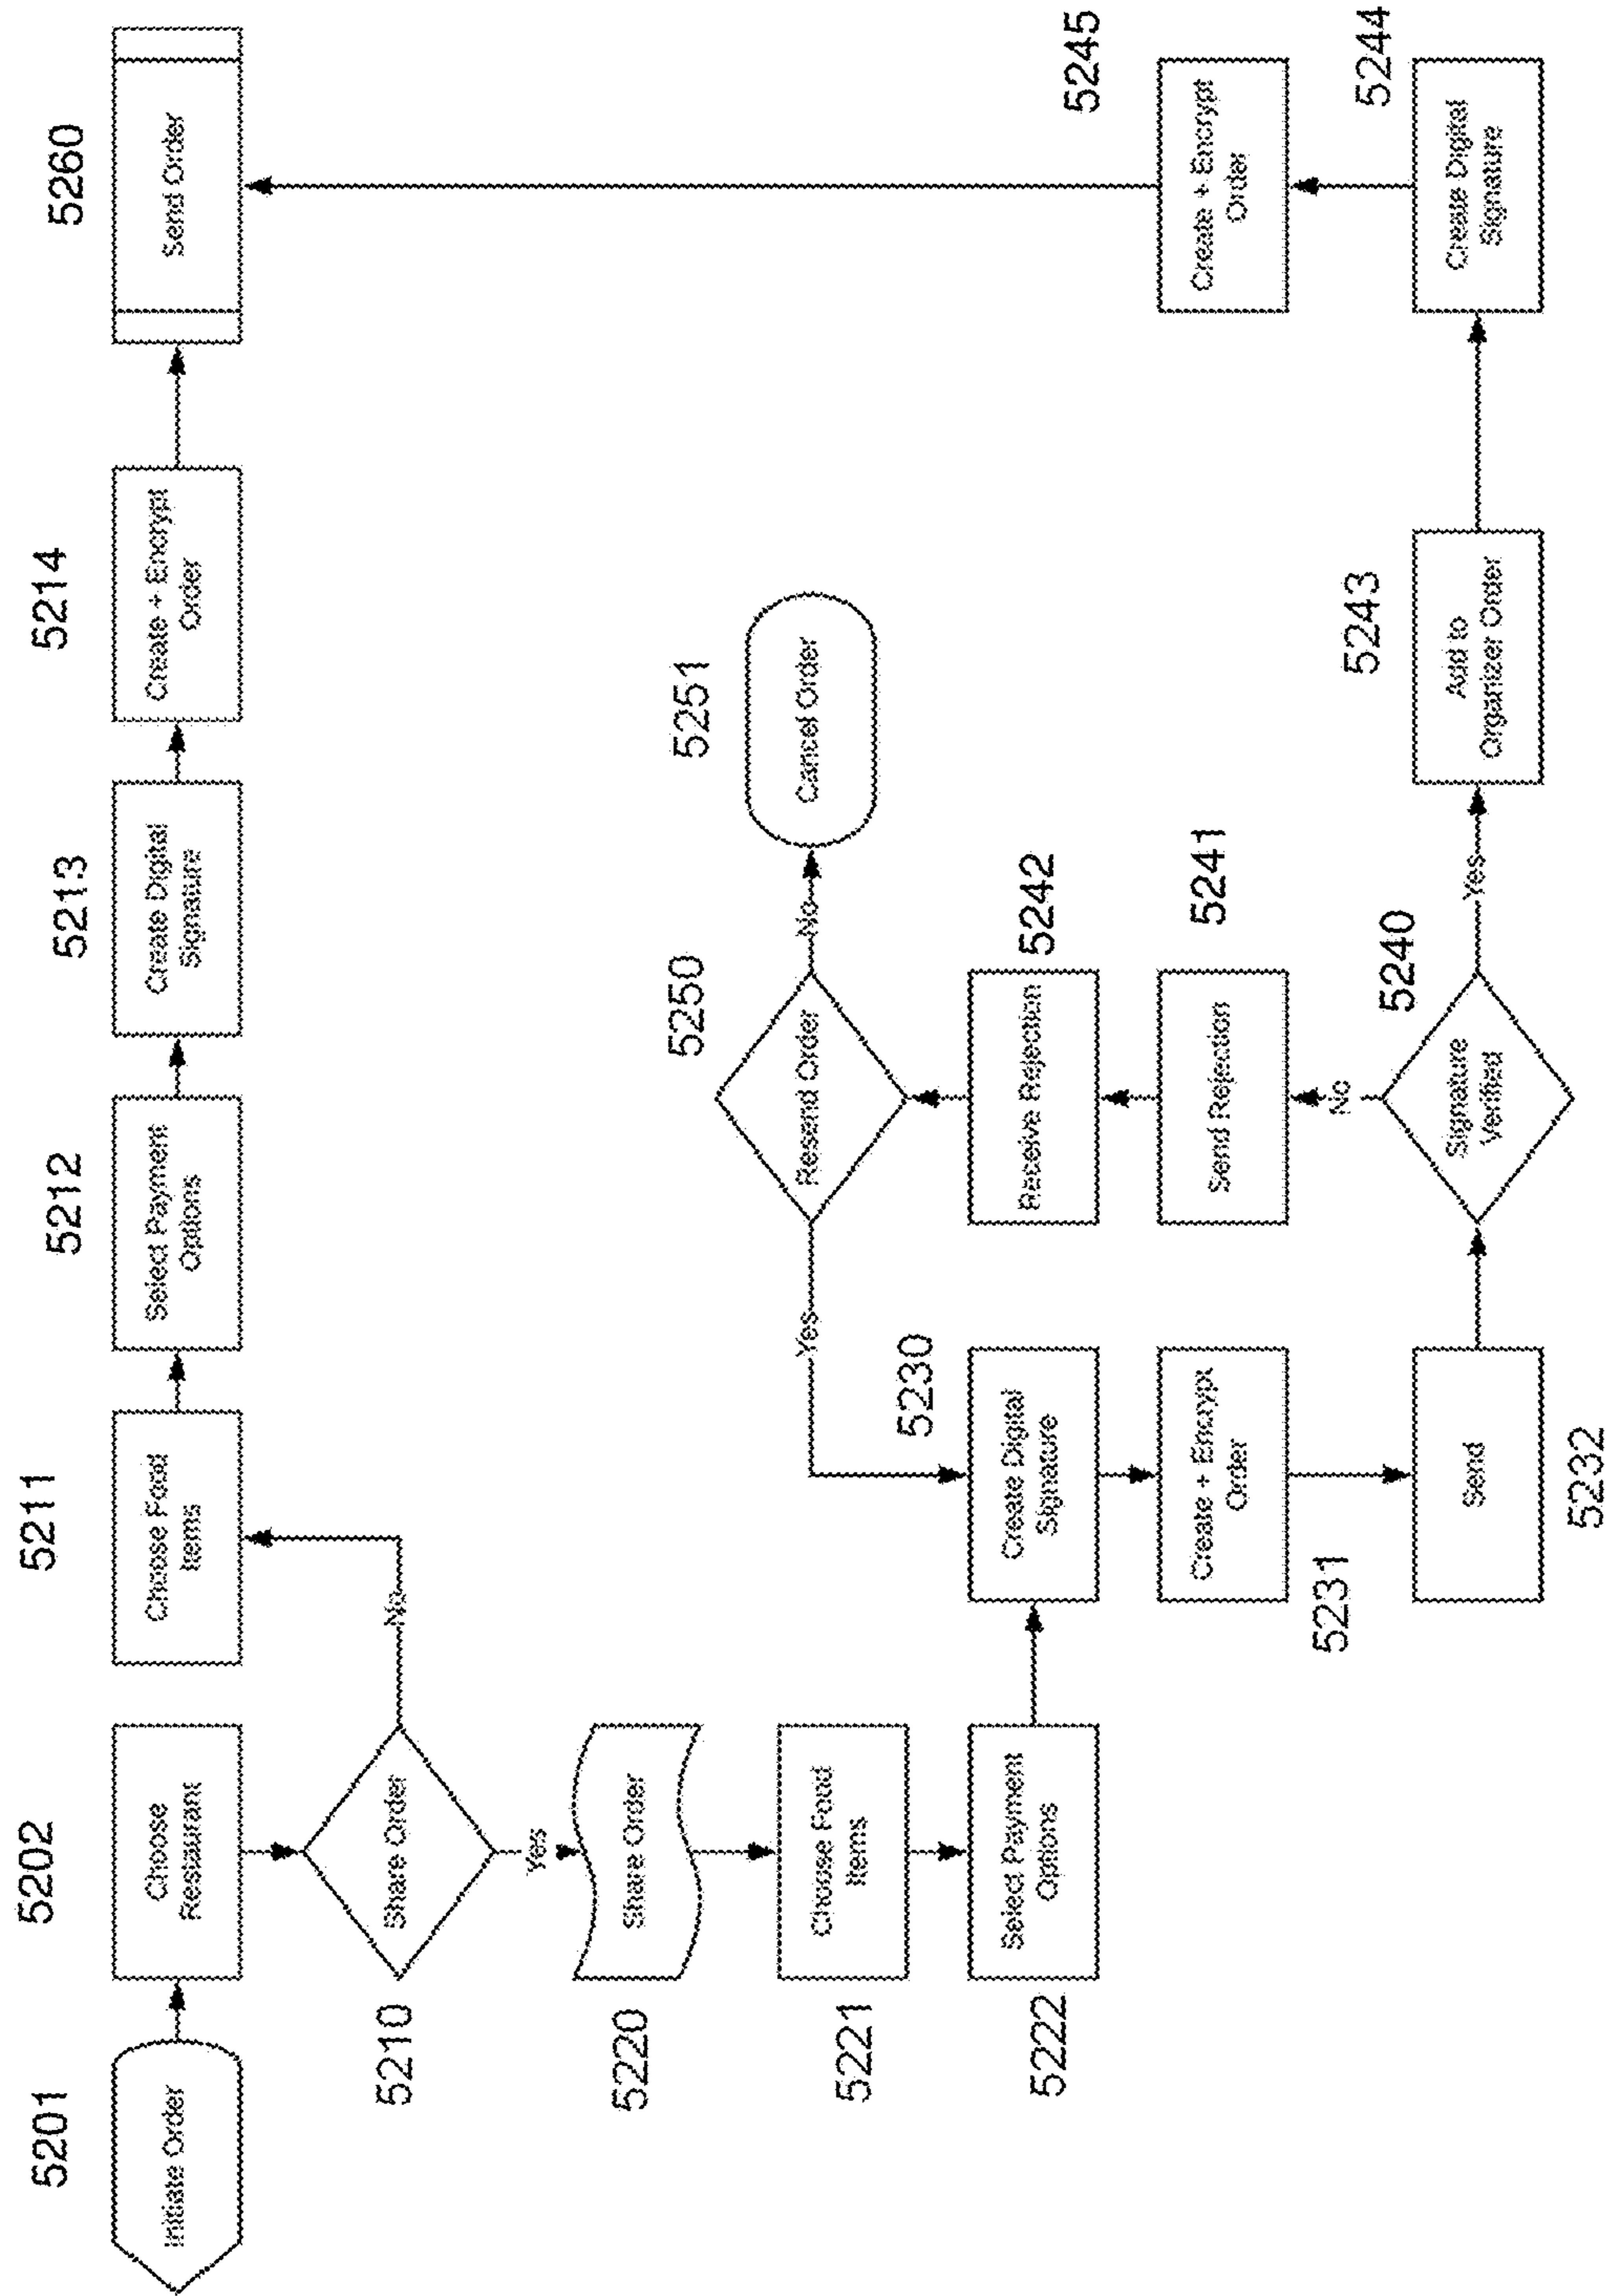 5201
Initiate Order
5202
Choose
Restaurant
5211
Choose Food
Items
5212
Select Payment
Options
5213
Create Digital
Signature
5214
Create + Encrypt
Order
5260
Send Order
5210
Share Order
No
Yes
5220
Share Order
5221
Choose Food
Items
5222
Select Payment
Options
5230
Create Digital
Signature
5231
Create + Encrypt
Order
5232
Send
5240
Signature
Verified
No
Yes
5241
Send Rejection
5242
Receive Rejection
5250
Resend Order
Yes
No
5251
Cancel Order
5243
Add to
Organizer Order
5244
Create Digital
Signature
5245
Create + Encrypt
Order